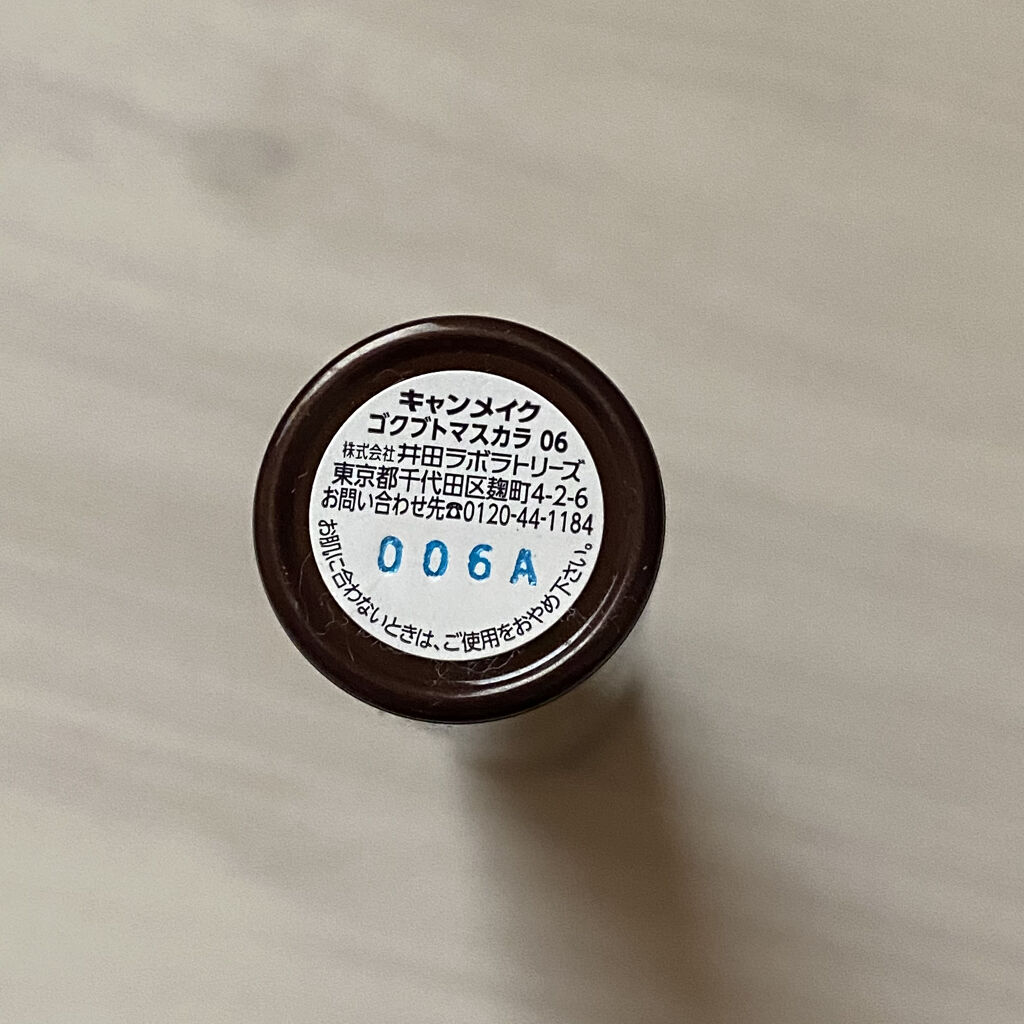 キャンメイク
ゴクブトマスカラ 06
株式会社 井田ラボラトリーズ
東京都千代田区麹町4-2-6
お問い合わせ先☎0120-44-1184
006A
お肌に合わないときは、ご使用をおやめ下さい。